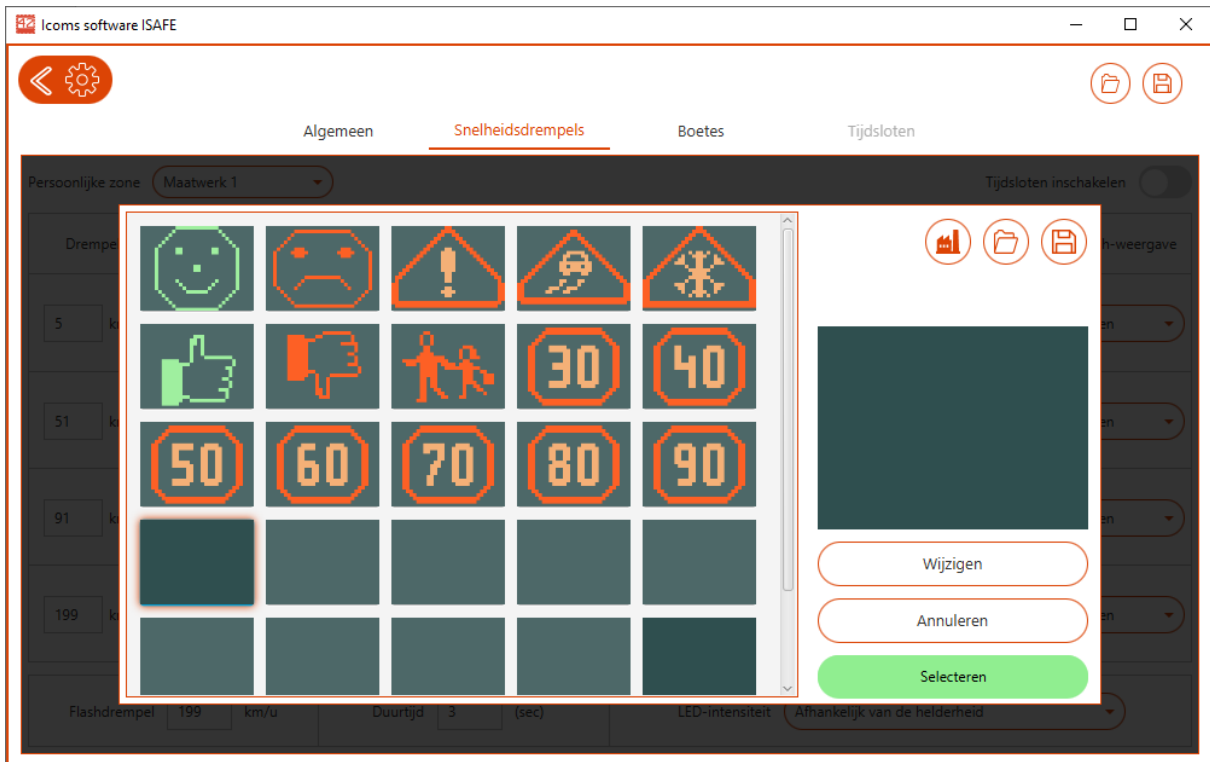 Icoms software ISAFE
Algemeen Snelheidsdrempels Boetes Tijdsloten
Persoonlijke zone Maatwerk 1 Tijdsloten inschakelen
30 40
5
50 60 70 80 90
51
91
Wijzigen
199
Annuleren
Selecteren
Flashdrempel 199 km/u Duurtijd 3 (sec) LED-intensiteit Afhankelijk van de helderheid